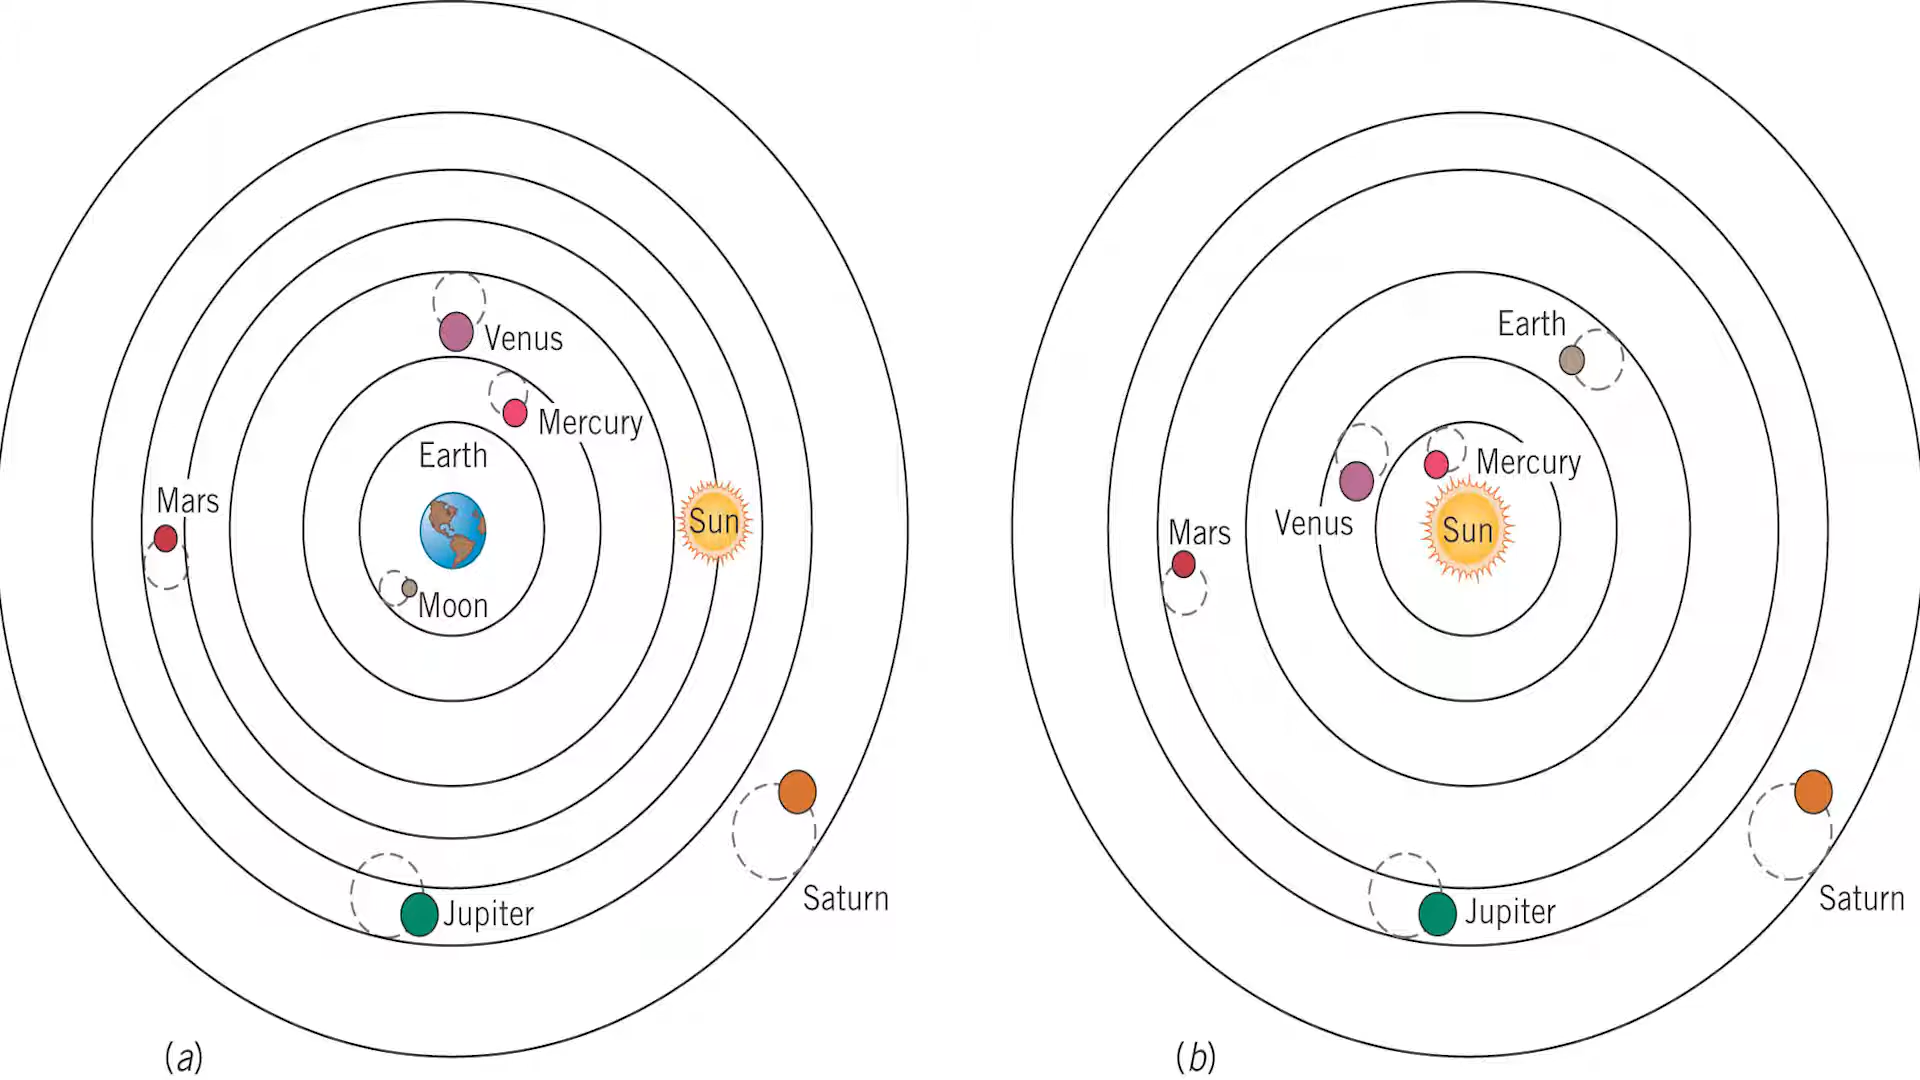 Venus
Mercury
Earth
Mars
Sun
Moon
Jupiter
Saturn
(a)
Earth
Mercury
Venus
Mars
Sun
Jupiter
Saturn
(b)